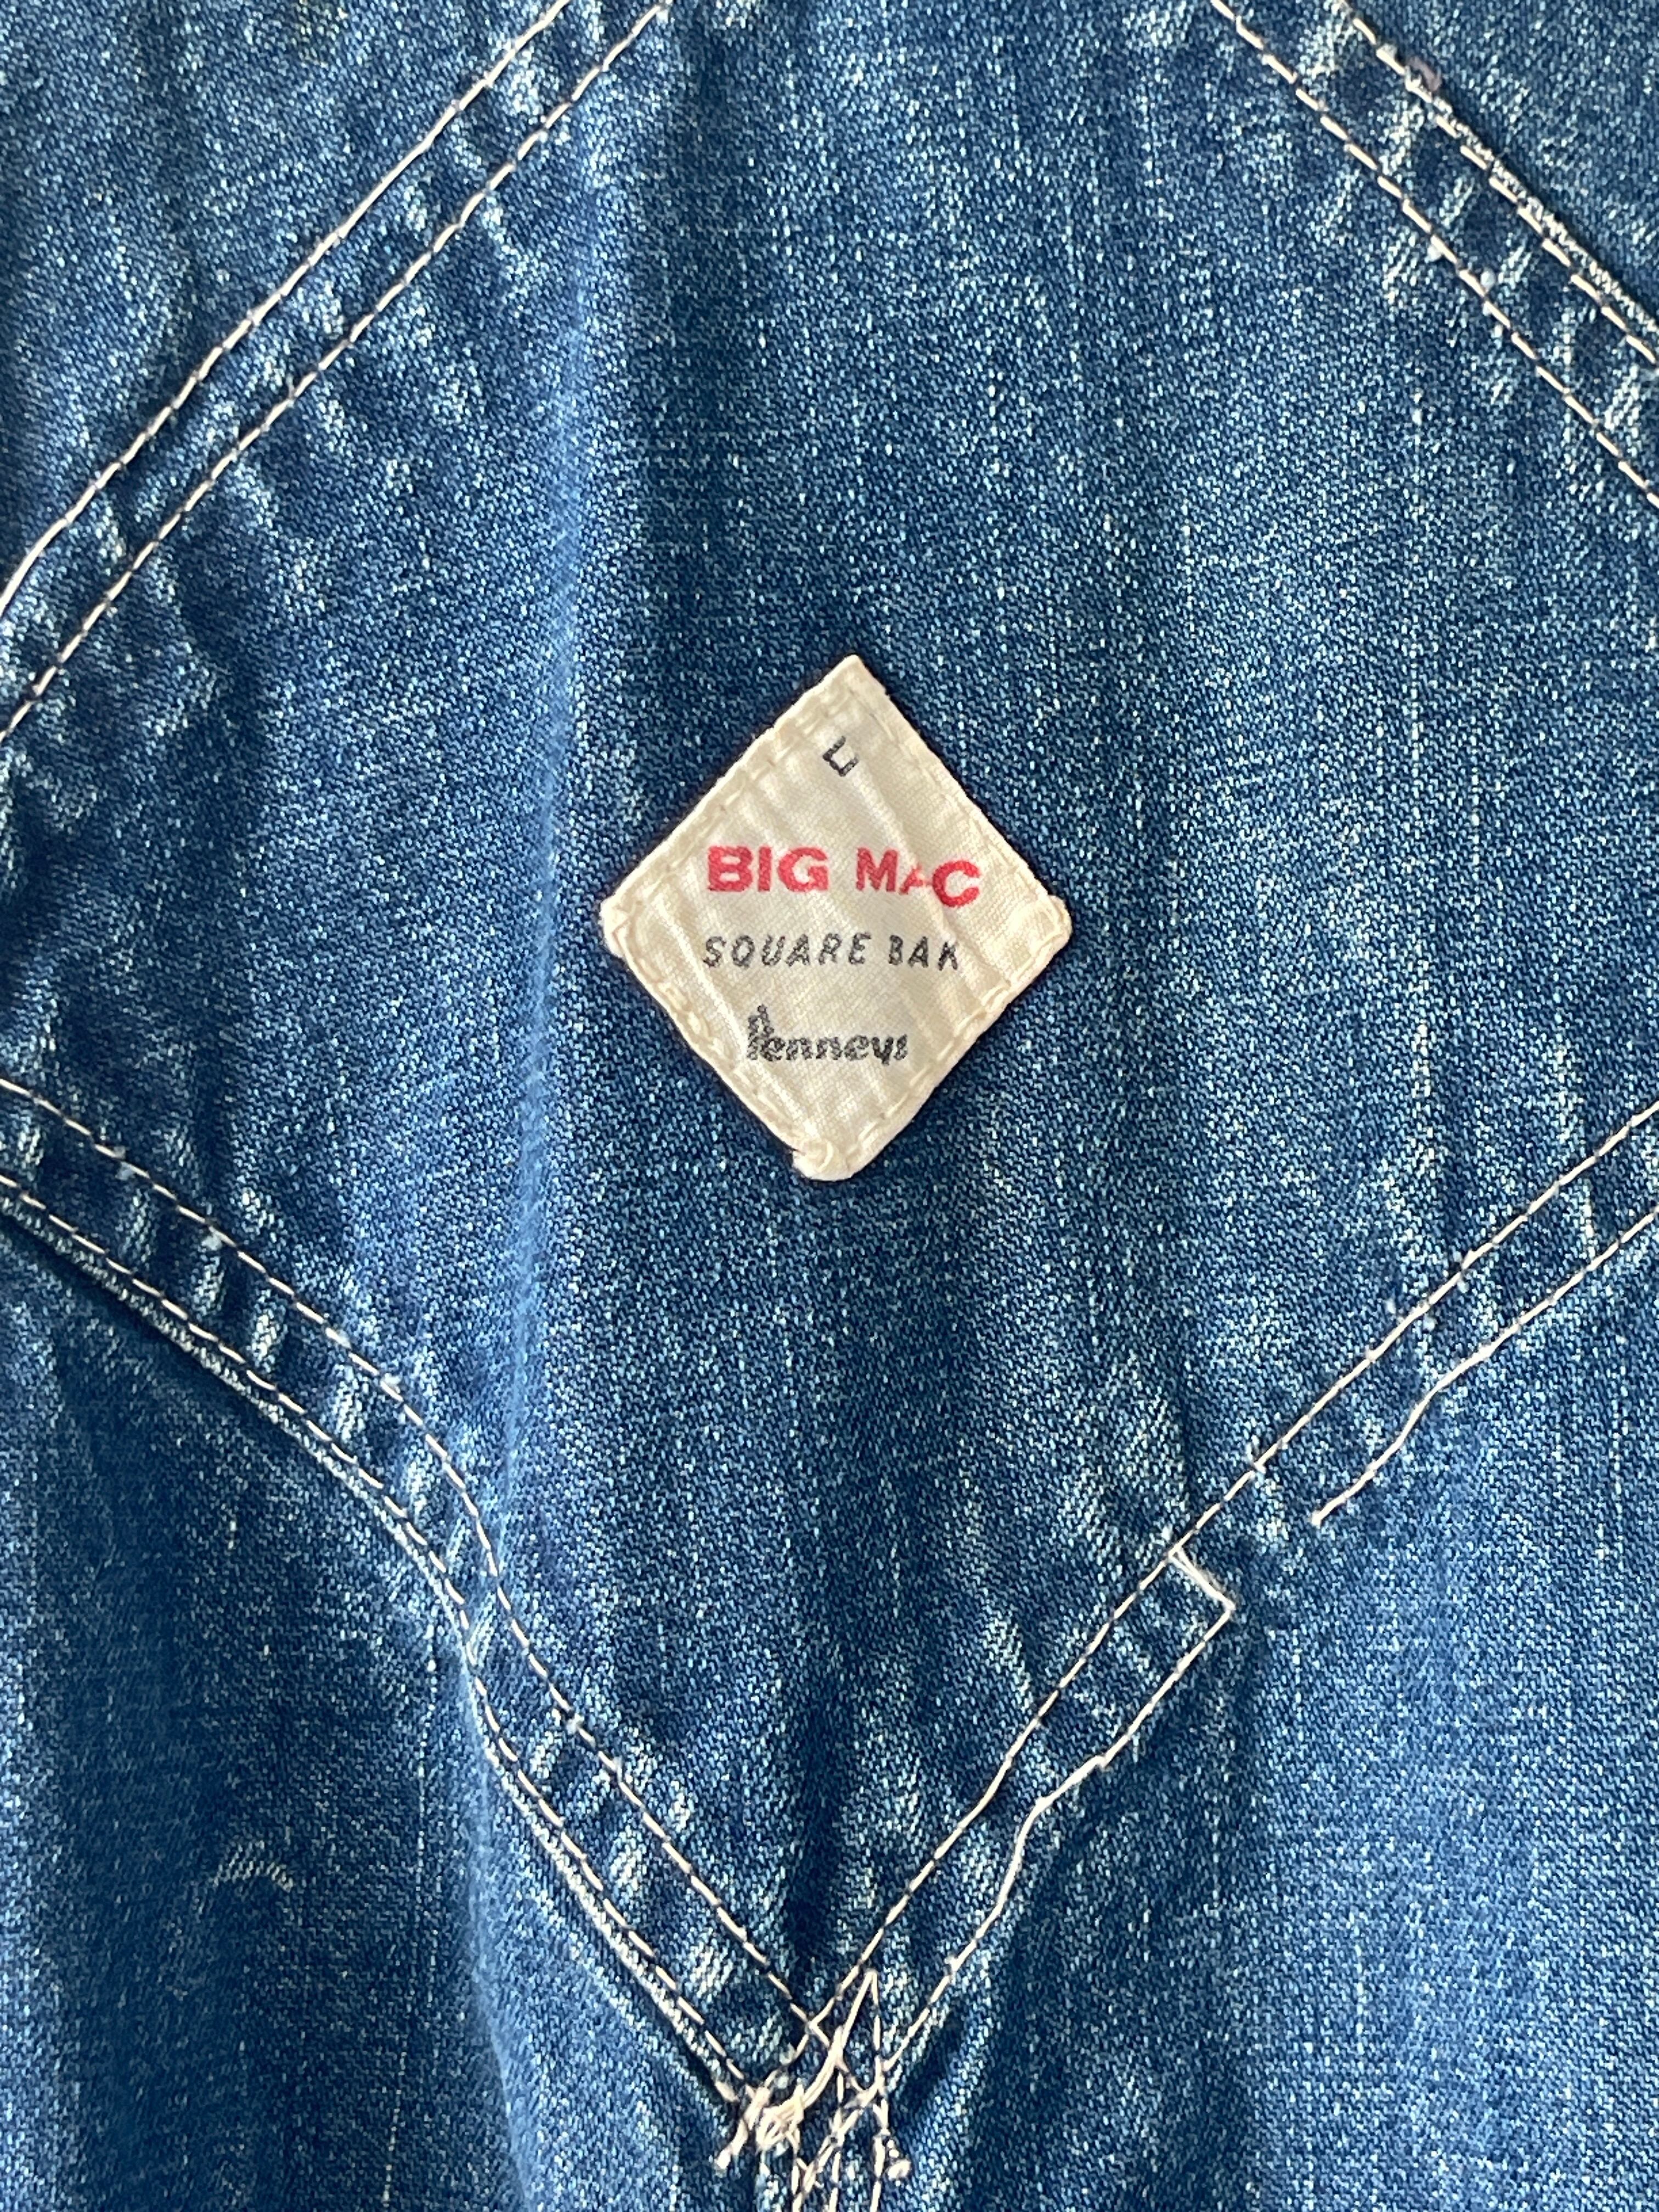 BIG MAC
SQUARE BAK
Penneys